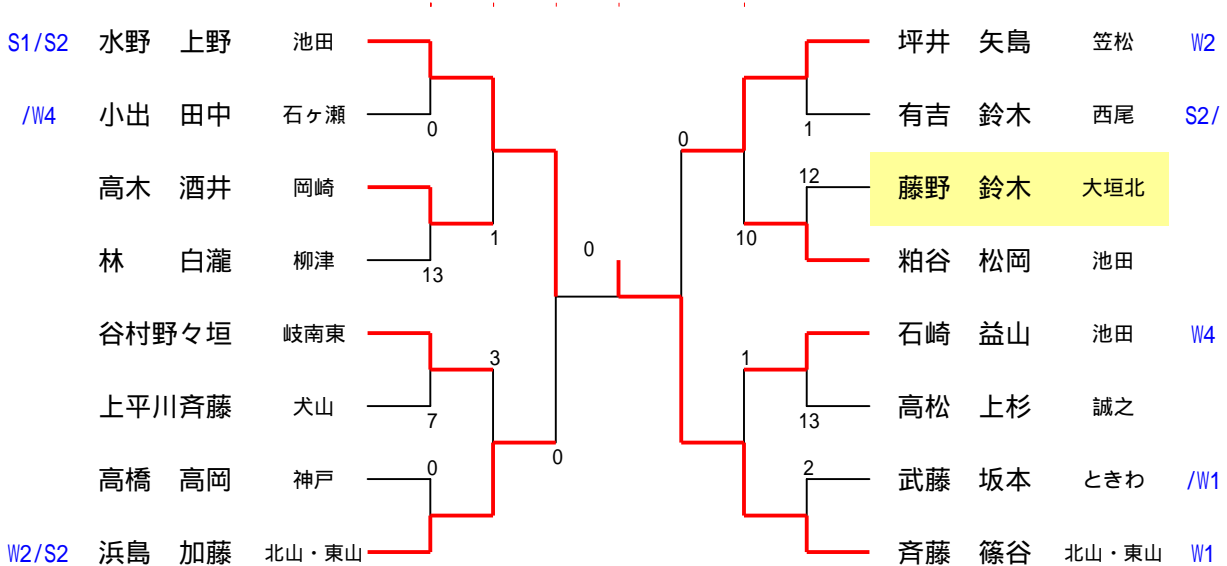 S1/S2 水野 上野 池田 坪井 矢島 笠松 W2
/W4 小出 田中 石ヶ瀬 0 1 有吉 鈴木 西尾 S2/
0
高木 酒井 岡崎 12 藤野 鈴木 大垣北
1 10
林 白瀧 柳津 13 0 粕谷 松岡 池田
谷村野々垣 岐南東 石崎 益山 池田 W4
3 1
上平川斉藤 犬山 7 13 高松 上杉 誠之
0 2
高橋 高岡 神戸 0 武藤 坂本 ときわ /W1
W2/S2 浜島 加藤 北山・東山 斉藤 篠谷 北山・東山 W1